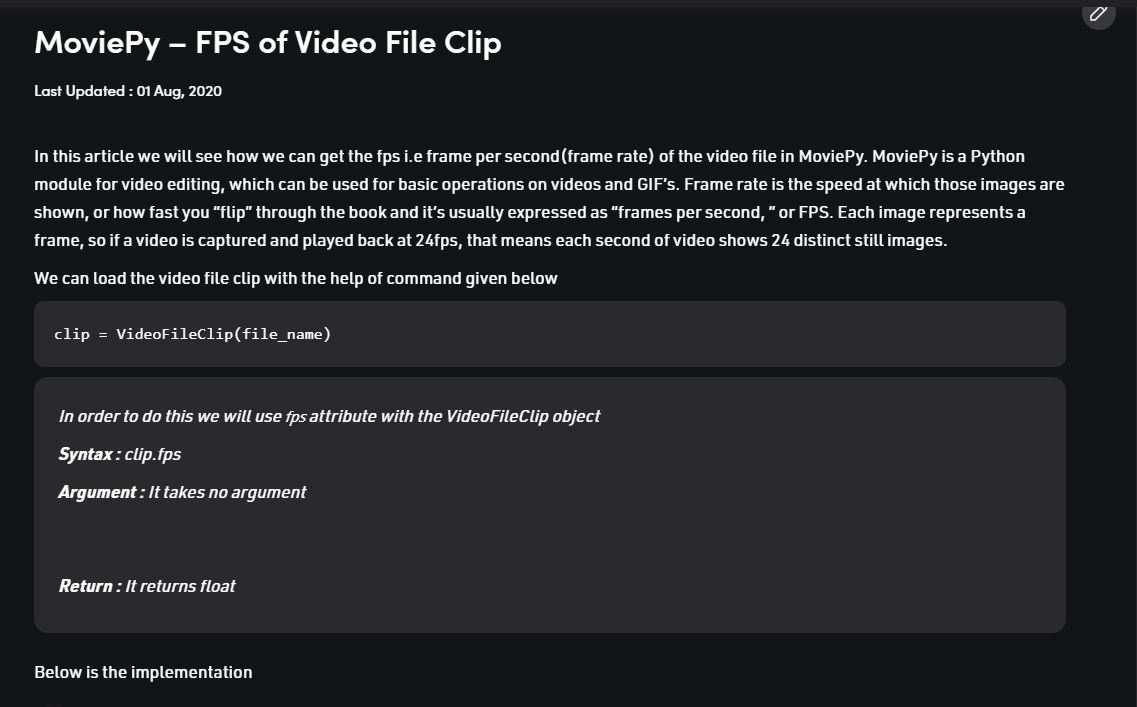 MoviePy – FPS of Video File Clip
Last Updated : 01 Aug, 2020
In this article we will see how we can get the fps i.e frame per second(frame rate) of the video file in MoviePy. MoviePy is a Python
module for video editing, which can be used for basic operations on videos and GIF’s. Frame rate is the speed at which those images are
shown, or how fast you “flip” through the book and it’s usually expressed as “frames per second, ” or FPS. Each image represents a
frame, so if a video is captured and played back at 24fps, that means each second of video shows 24 distinct still images.
We can load the video file clip with the help of command given below
clip = VideoFileClip(file_name)
In order to do this we will use fps attribute with the VideoFileClip object
Syntax : clip.fps
Argument : It takes no argument
Return : It returns float
Below is the implementation